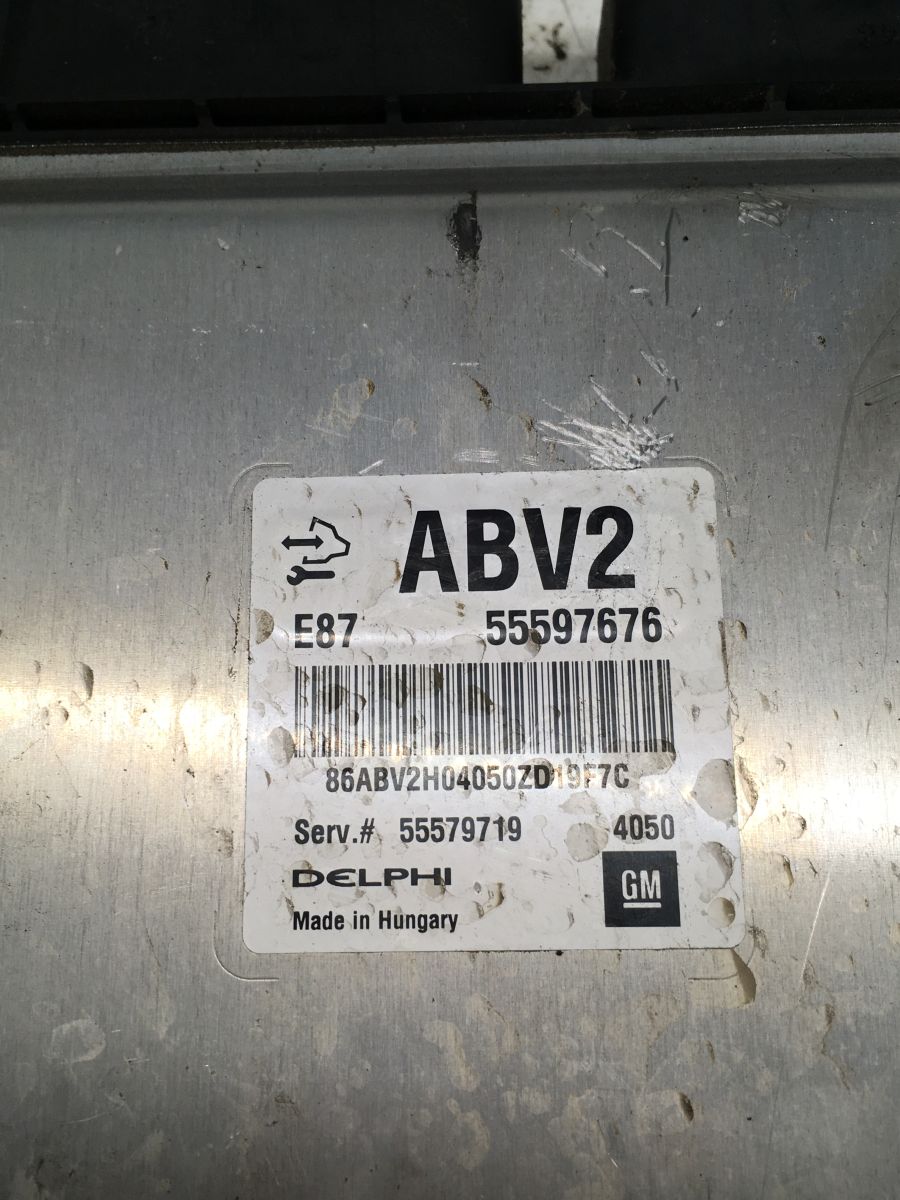 ABV2
E87 55597676
86ABV2H04050ZD19F7C
Serv.# 55579719 4050
DELPHI
GM
Made in Hungary